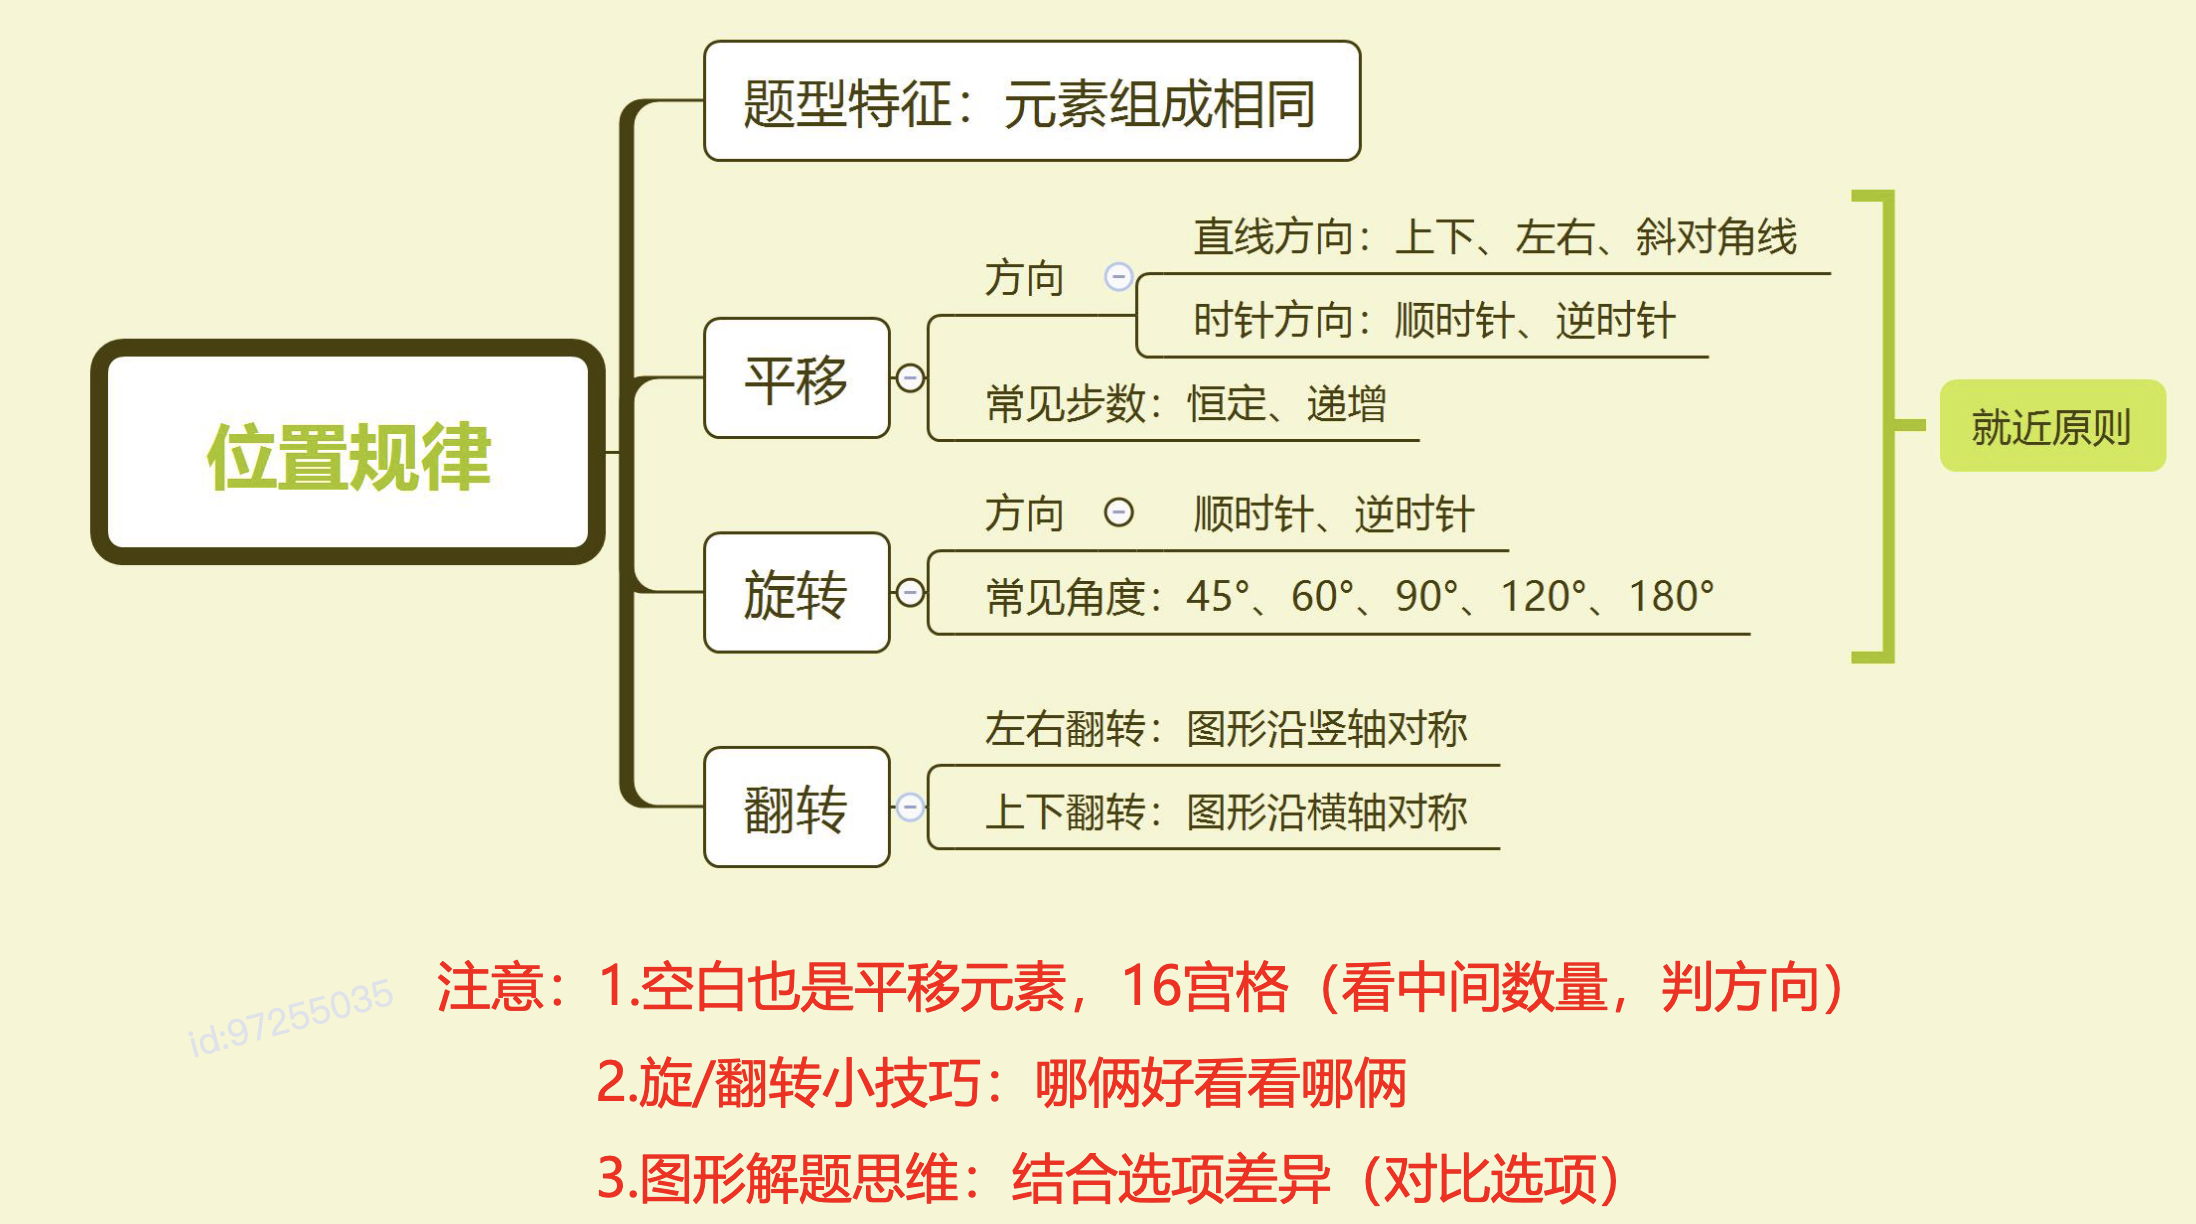 题型特征：元素组成相同
直线方向：上下、左右、斜对角线
方向
时针方向：顺时针、逆时针
平移
常见步数：恒定、递增
就近原则
位置规律
方向
顺时针、逆时针
旋转
常见角度：45°、60°、90°、120°、180°
左右翻转：图形沿竖轴对称
翻转
上下翻转：图形沿横轴对称
注意：1.空白也是平移元素，16宫格（看中间数量，判方向）
id:97255035
2.旋/翻转小技巧：哪俩好看看哪俩
3.图形解题思维：结合选项差异（对比选项）